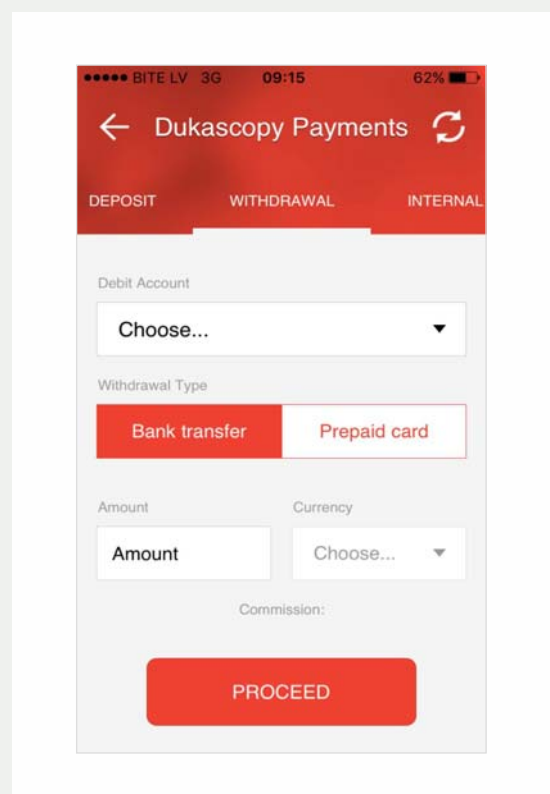 BITE LV 3G 09:15 62%
Dukascopy Payments
DEPOSIT WITHDRAWAL INTERNAL
Debit Account
Choose...
Withdrawal Type
Bank transfer Prepaid card
Amount Currency
Amount Choose...
Commission:
PROCEED